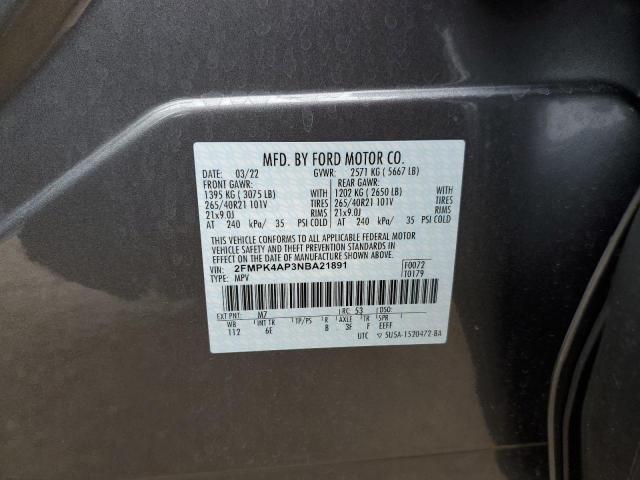 MFD. BY FORD MOTOR CO.
DATE: 03/22 GVWR: 2571 KG (5667 LB)
FRONT GAWR: REAR GAWR:
1395 KG (3075 LB) WITH 1202 KG (2650 LB) WITH
265/40R21 101V TIRES 265/40R21 101V TIRES
21x9.0J RIMS 21x9.0J RIMS
AT 240 kPa/ 35 PSI COLD AT 240 kPa/ 35 PSI COLD
THIS VEHICLE CONFORMS TO ALL APPLICABLE FEDERAL MOTOR
VEHICLE SAFETY AND THEFT PREVENTION STANDARDS IN
EFFECT ON THE DATE OF MANUFACTURE SHOWN ABOVE.
VIN: 2FMPK4AP3NBA21891 F0072
TYPE: MPV T0179
EXT PNT: M7 RC: 53 DSO:
WB INT TR TP/PS R AXLE TR SPR
112 6E 8 3F F EEFF
UTC ▽ 5U5A-1520472-BA